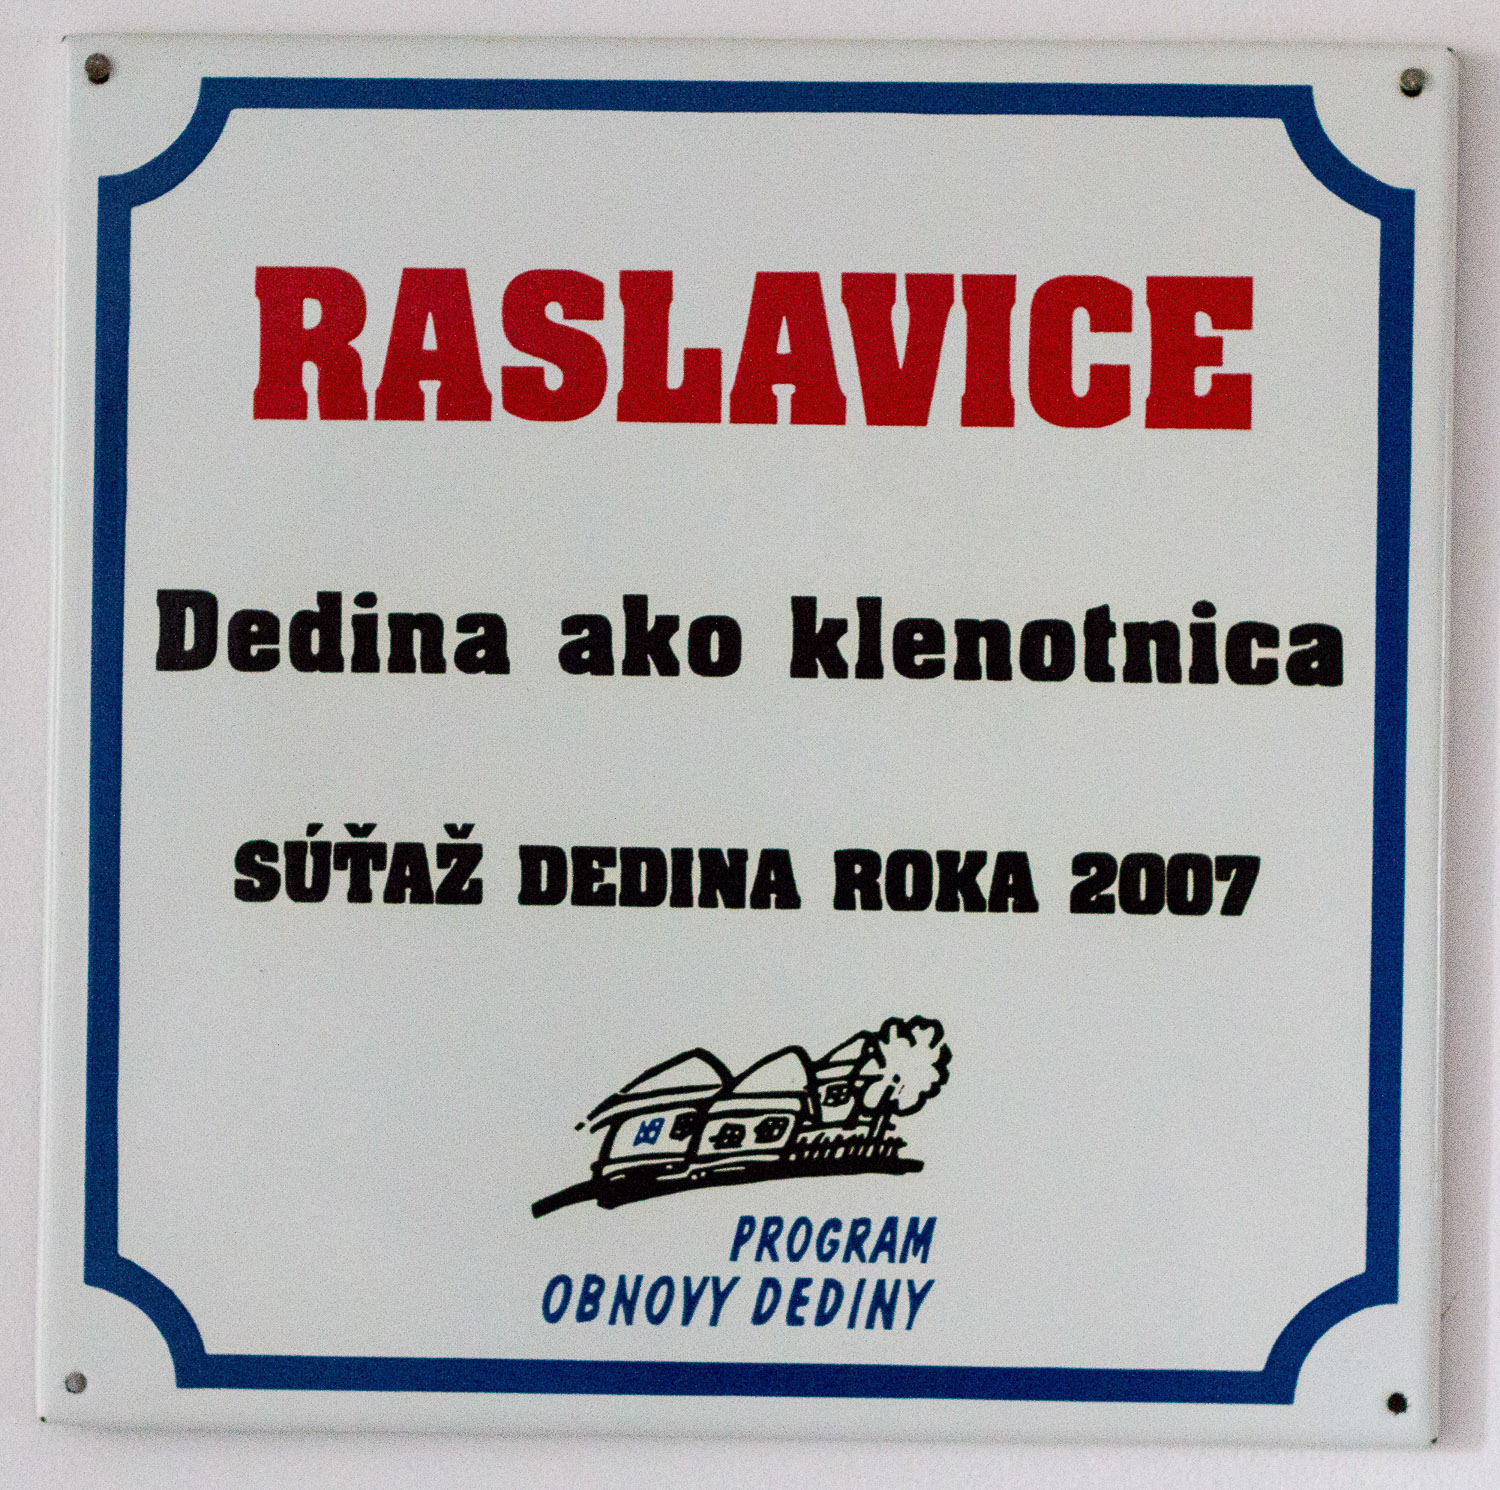 RASLAVICE
Dedina ako klenotnica
SÚŤAŽ DEDINA ROKA 2007
PROGRAM
OBNOVY DEDINY